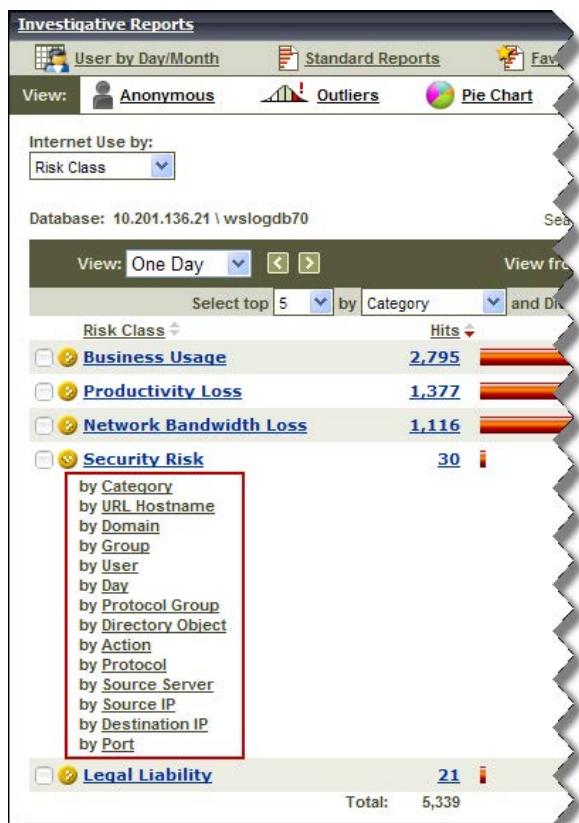 Investigative Reports
User by Day/Month Standard Reports
View: Anonymous Outliers Pie Chart
Internet Use by:
Risk Class
Database: 10.201.136.21 \ wslogdb70
View: One Day < > View
Select top 5 by Category and
Risk Class Hits
Business Usage 2,795
Productivity Loss 1,377
Network Bandwidth Loss 1,116
Security Risk 30
by Category
by URL Hostname
by Domain
by Group
by User
by Day
by Protocol Group
by Directory Object
by Action
by Protocol
by Source Server
by Source IP
by Destination IP
by Port
Legal Liability 21
Total: 5,339